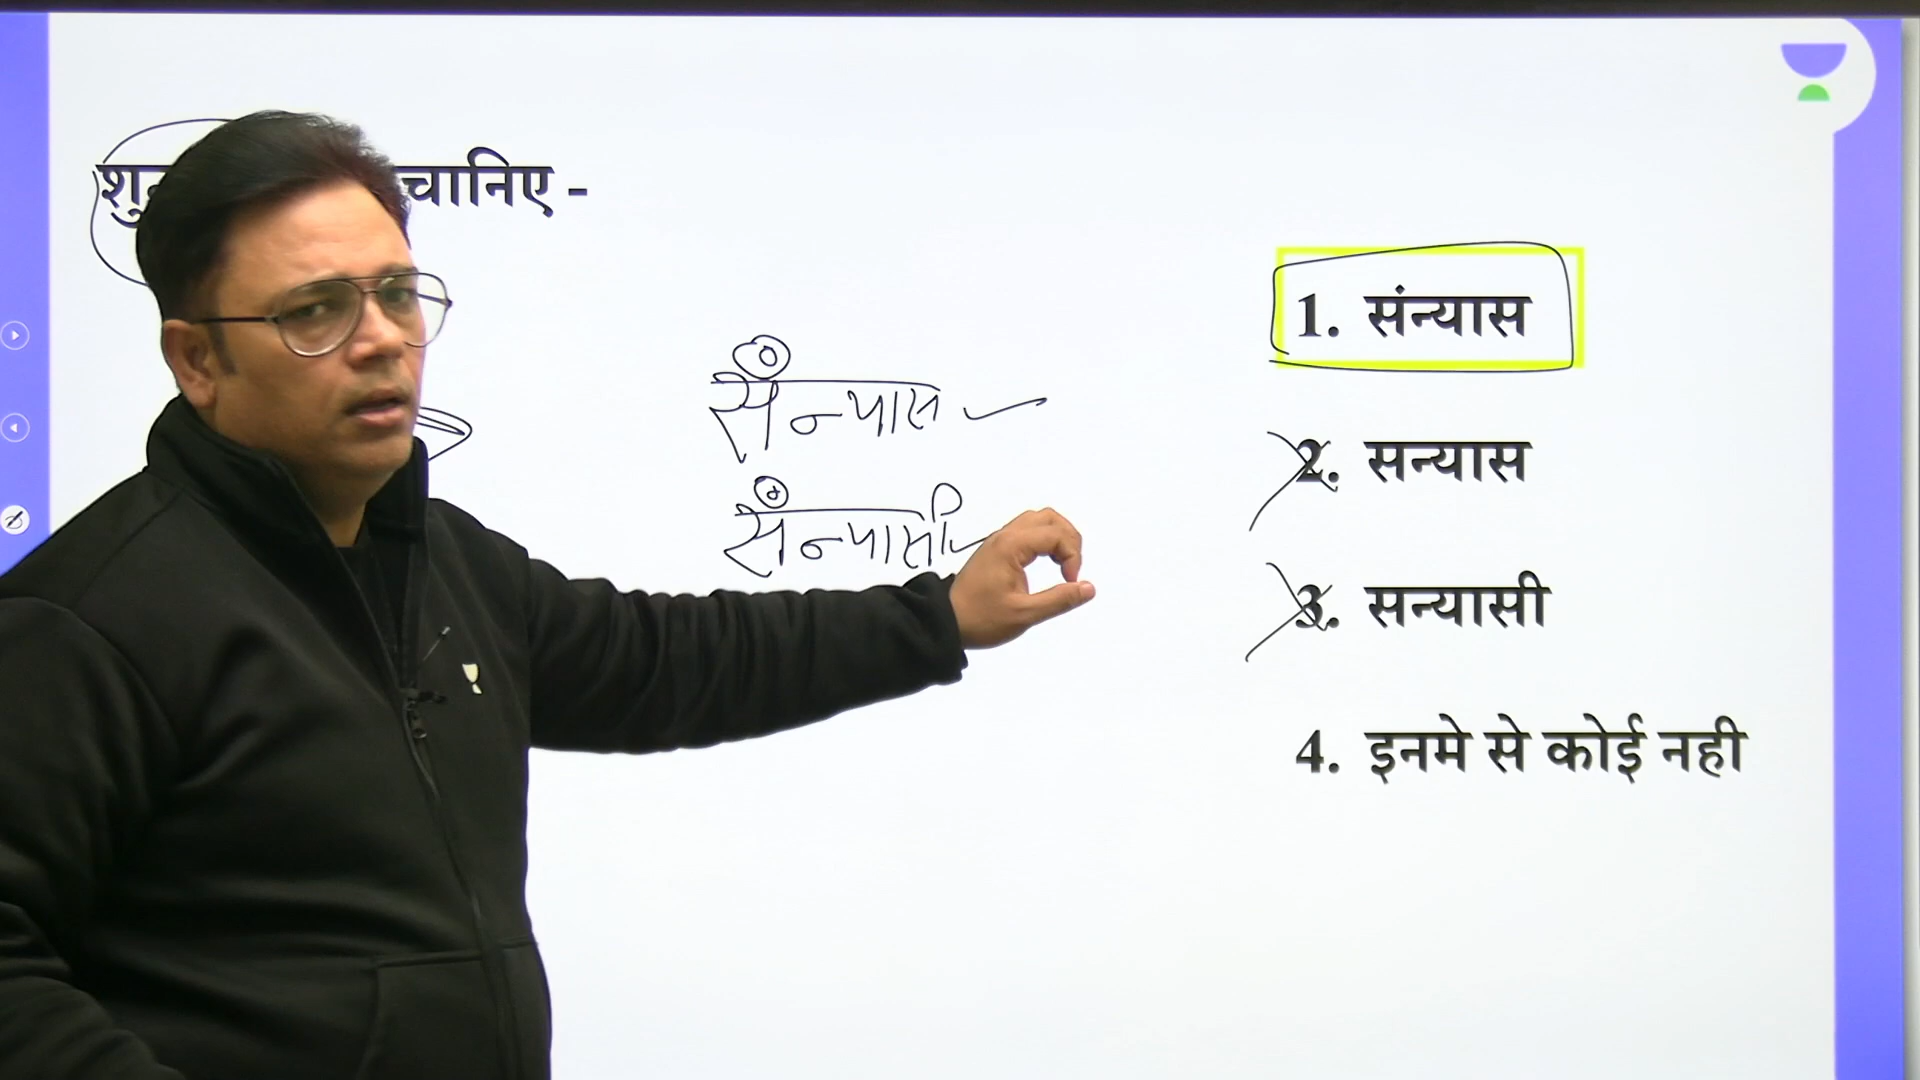 चानिए -
1. संन्यास
संन्यास
2. सन्यास
संन्यासी
3. सन्यासी
4. इनमे से कोई नही